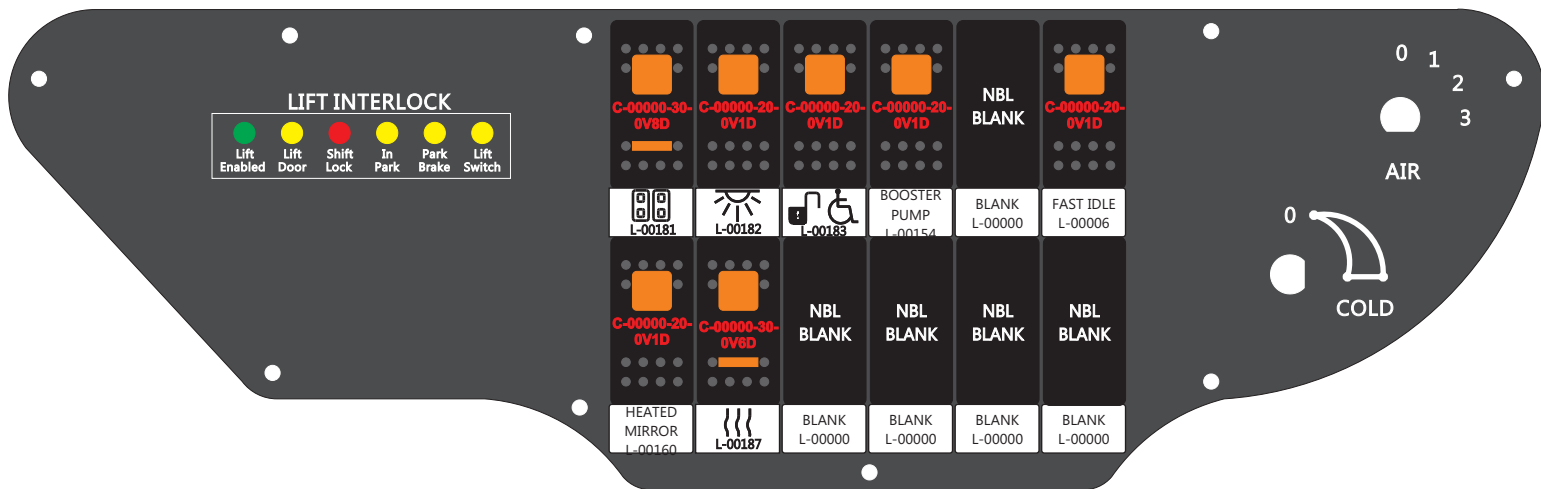 LIFT INTERLOCK
Lift
Enabled
Lift
Door
Shift
Lock
In
Park
Park
Brake
Lift
Switch
C-00000-30-
0V8D
C-00000-20-
0V1D
C-00000-20-
0V1D
C-00000-20-
0V1D
NBL
BLANK
C-00000-20-
0V1D
L-00181
L-00182
L-00183
BOOSTER
PUMP
L-00154
BLANK
L-00000
FAST IDLE
L-00006
C-00000-20-
0V1D
C-00000-30-
0V6D
NBL
BLANK
NBL
BLANK
NBL
BLANK
NBL
BLANK
HEATED
MIRROR
L-00160
L-00187
BLANK
L-00000
BLANK
L-00000
BLANK
L-00000
BLANK
L-00000
0
1
2
3
AIR
0
COLD